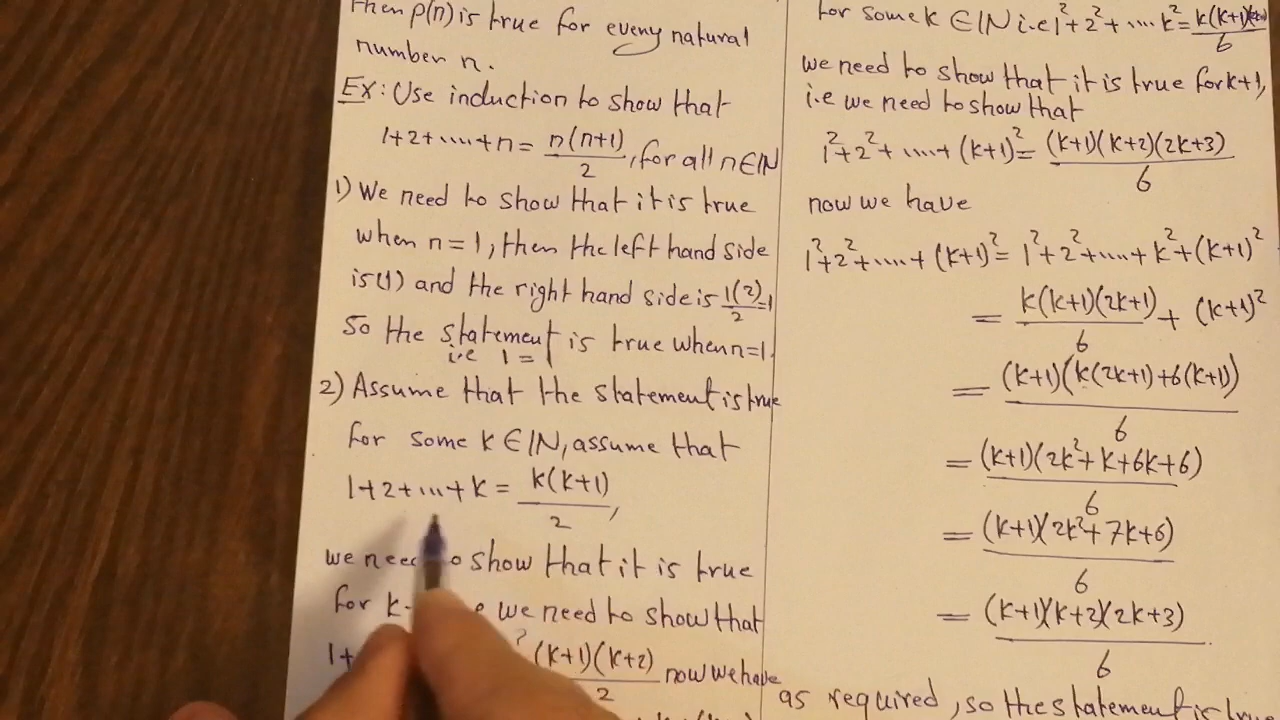 Then p(n) is true for every natural
number n.
Ex: Use induction to show that
1+2+.....+n = n(n+1)/2, for all n∈ℕ
1) We need to show that it is true
when n=1, then the left hand side
is (1) and the right hand side is 1(2)/2=1
so the statement is true when n=1.
i.e 1 = 1
2) Assume that the statement is true
for some k∈ℕ, assume that
1+2+...+k = k(k+1)/2,
we need to show that it is true
for k we need to show that
1+ (k+1)(k+2)/2 now we have
for some k∈ℕ i.e 1²+2²+....k²=k(k+1)/6
we need to show that it is true for k+1,
i.e we need to show that
1²+2²+....+(k+1)²=(k+1)(k+2)(2k+3)/6
now we have
1²+2²+....+(k+1)²=1²+2²+....+k²+(k+1)²
= k(k+1)(2k+1)/6 + (k+1)²
= (k+1)(k(2k+1)+6(k+1))/6
= (k+1)(2k²+k+6k+6)/6
= (k+1)(2k²+7k+6)/6
= (k+1)(k+2)(2k+3)/6
as required, so the statement is true